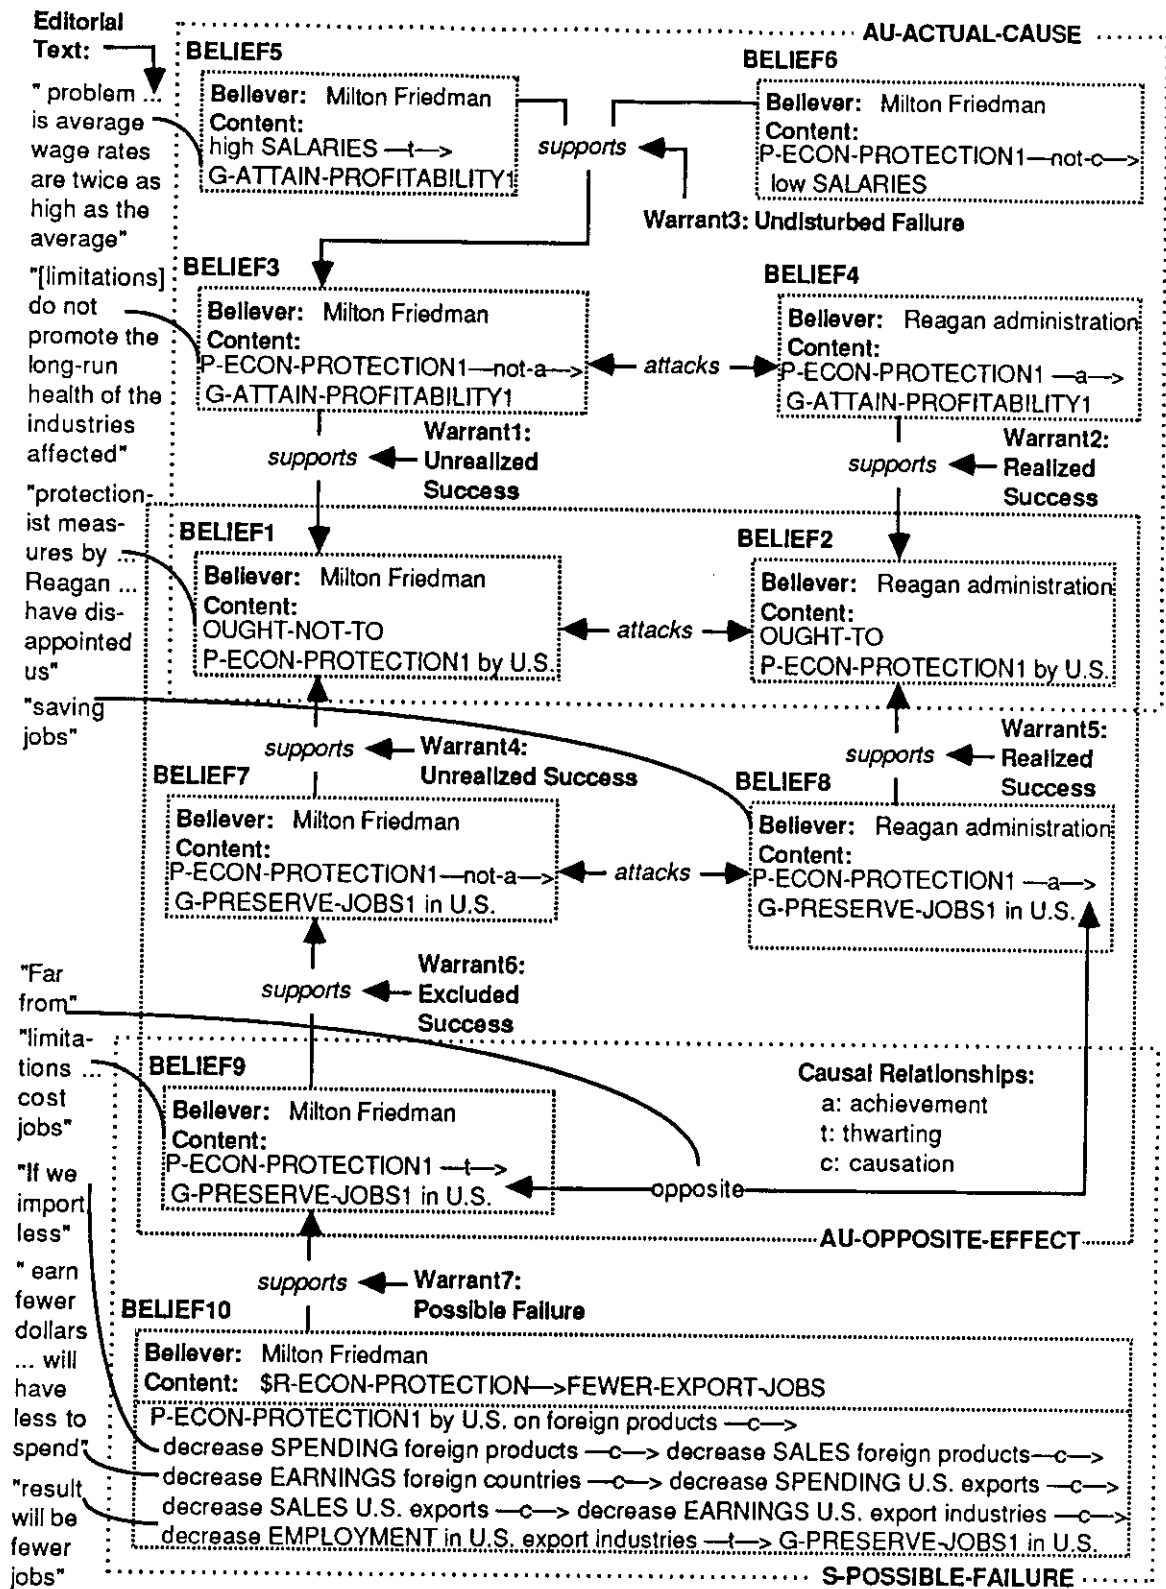 Editorial
Text:
" problem ...
is average
wage rates
are twice as
high as the
average"
"[limitations]
do not
promote the
long-run
health of the
industries
affected"
"protection-
ist meas-
ures by ...
Reagan ...
have dis-
appointed
us"
"saving
jobs"
"Far
from"
"limita-
tions ...
cost
jobs"
"If we
import
less"
" earn
fewer
dollars
... will
have
less to
spend"
"result
will be
fewer
jobs"
AU-ACTUAL-CAUSE
BELIEF5
Believer: Milton Friedman
Content:
high SALARIES —t—>
G-ATTAIN-PROFITABILITY1
BELIEF6
Believer: Milton Friedman
Content:
P-ECON-PROTECTION1—not-c—>
low SALARIES
supports
Warrant3: Undisturbed Failure
BELIEF3
Believer: Milton Friedman
Content:
P-ECON-PROTECTION1—not-a—>
G-ATTAIN-PROFITABILITY1
attacks
BELIEF4
Believer: Reagan administration
Content:
P-ECON-PROTECTION1 —a—>
G-ATTAIN-PROFITABILITY1
supports
Warrant1:
Unrealized
Success
supports
Warrant2:
Realized
Success
BELIEF1
Believer: Milton Friedman
Content:
OUGHT-NOT-TO
P-ECON-PROTECTION1 by U.S.
attacks
BELIEF2
Believer: Reagan administration
Content:
OUGHT-TO
P-ECON-PROTECTION1 by U.S.
supports
Warrant4:
Unrealized Success
supports
Warrant5:
Realized
Success
BELIEF7
Believer: Milton Friedman
Content:
P-ECON-PROTECTION1—not-a—>
G-PRESERVE-JOBS1 in U.S.
attacks
BELIEF8
Believer: Reagan administration
Content:
P-ECON-PROTECTION1 —a—>
G-PRESERVE-JOBS1 in U.S.
supports
Warrant6:
Excluded
Success
BELIEF9
Believer: Milton Friedman
Content:
P-ECON-PROTECTION1 —t—>
G-PRESERVE-JOBS1 in U.S.
opposite
Causal Relationships:
a: achievement
t: thwarting
c: causation
AU-OPPOSITE-EFFECT
supports
Warrant7:
Possible Failure
BELIEF10
Believer: Milton Friedman
Content: $R-ECON-PROTECTION—>FEWER-EXPORT-JOBS
P-ECON-PROTECTION1 by U.S. on foreign products —c—>
decrease SPENDING foreign products —c—> decrease SALES foreign products—c—>
decrease EARNINGS foreign countries —c—> decrease SPENDING U.S. exports —c—>
decrease SALES U.S. exports —c—> decrease EARNINGS U.S. export industries —c—>
decrease EMPLOYMENT in U.S. export industries —t—> G-PRESERVE-JOBS1 in U.S.
S-POSSIBLE-FAILURE